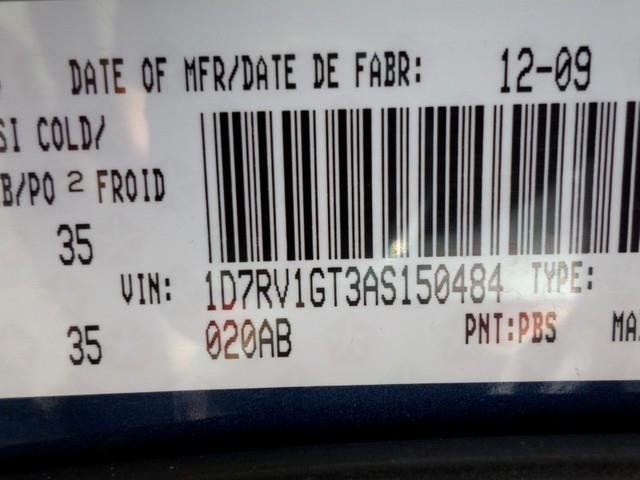 DATE OF MFR/DATE DE FABR: 12-09
SI COLD/
B/PO 2 FROID
35
VIN: 1D7RV1GT3AS150484 TYPE:
35 020AB PNT:PBS MA